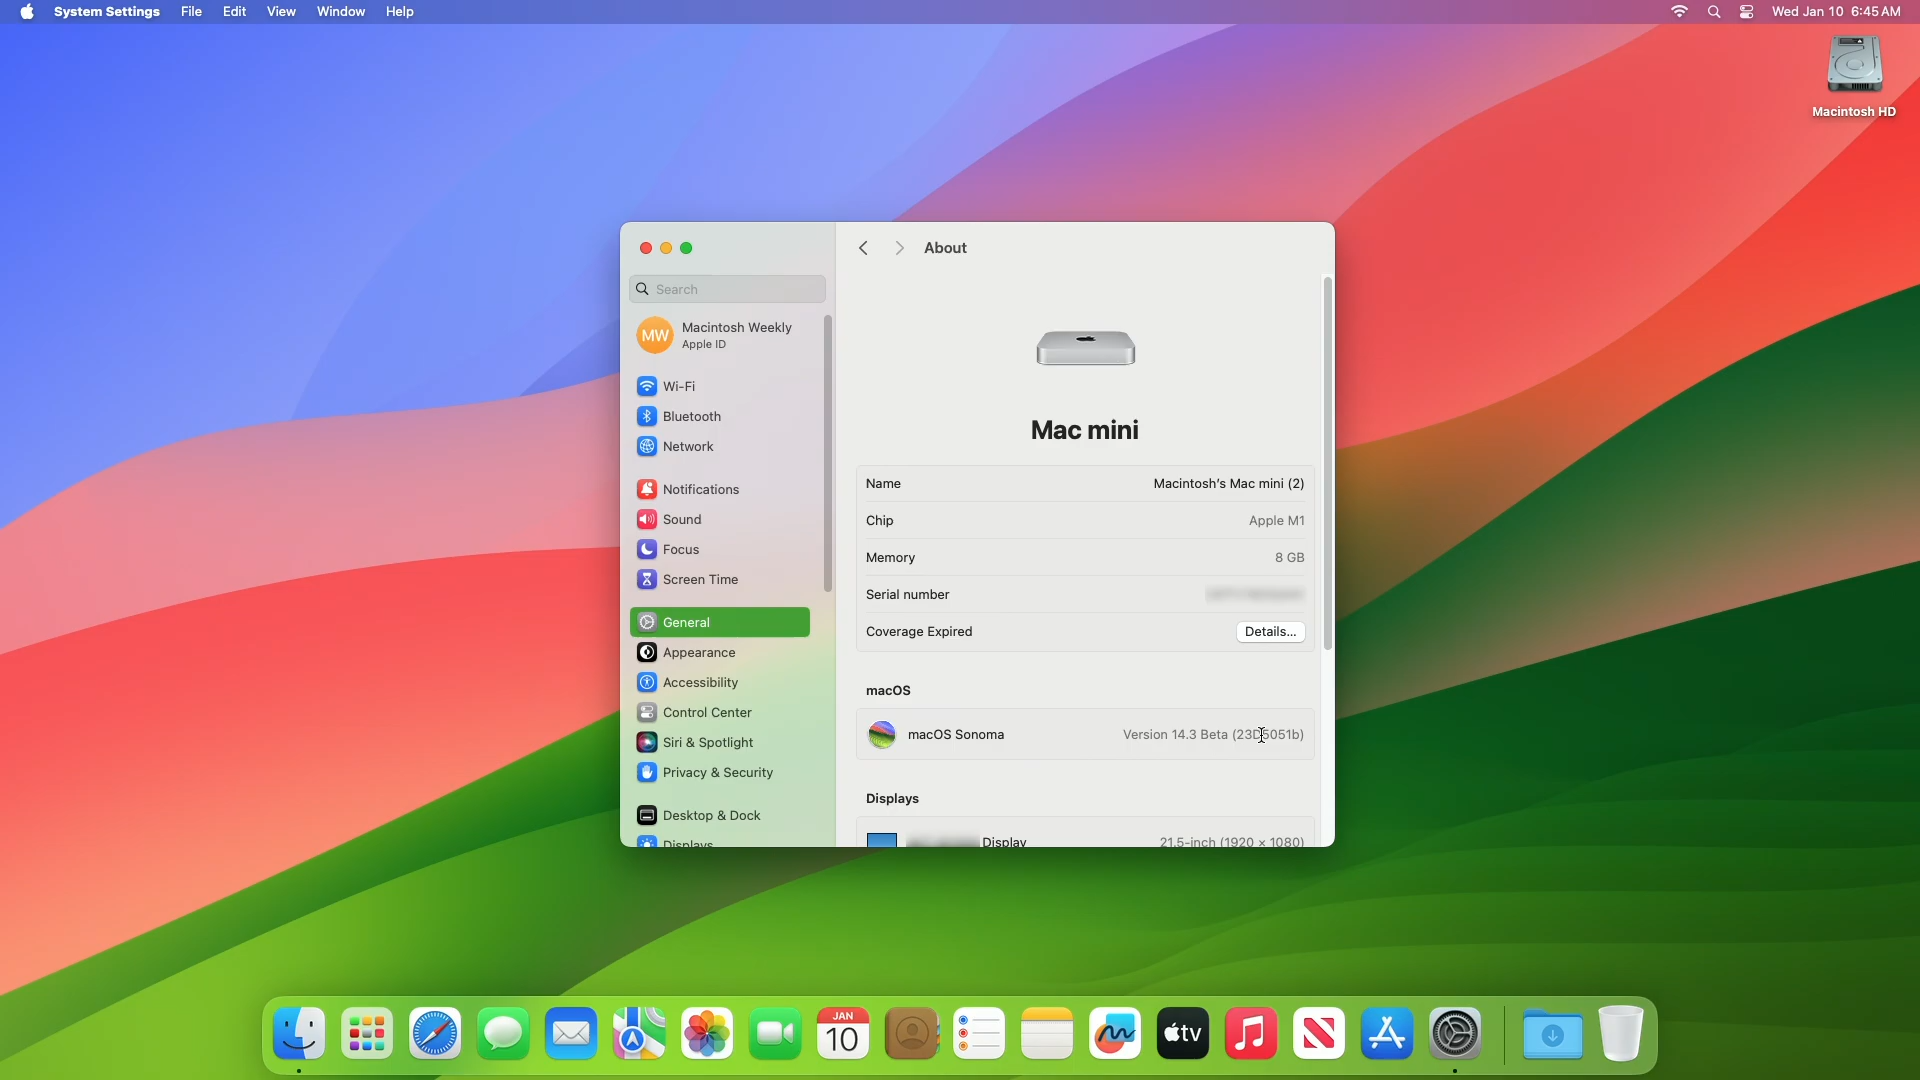 System Settings File Edit View Window Help Wed Jan 10 6:45 AM
Macintosh HD
About
Search
MW
Macintosh Weekly
Apple ID
Wi-Fi
Bluetooth
Network
Notifications
Sound
Focus
Screen Time
General
Appearance
Accessibility
Control Center
Siri & Spotlight
Privacy & Security
Desktop & Dock
Displays
Mac mini
Name Macintosh's Mac mini (2)
Chip Apple M1
Memory 8 GB
Serial number
Coverage Expired Details...
macOS
macOS Sonoma Version 14.3 Beta (23D5051b)
Displays
Display 21.5-inch (1920 × 1080)
JAN
10
tv